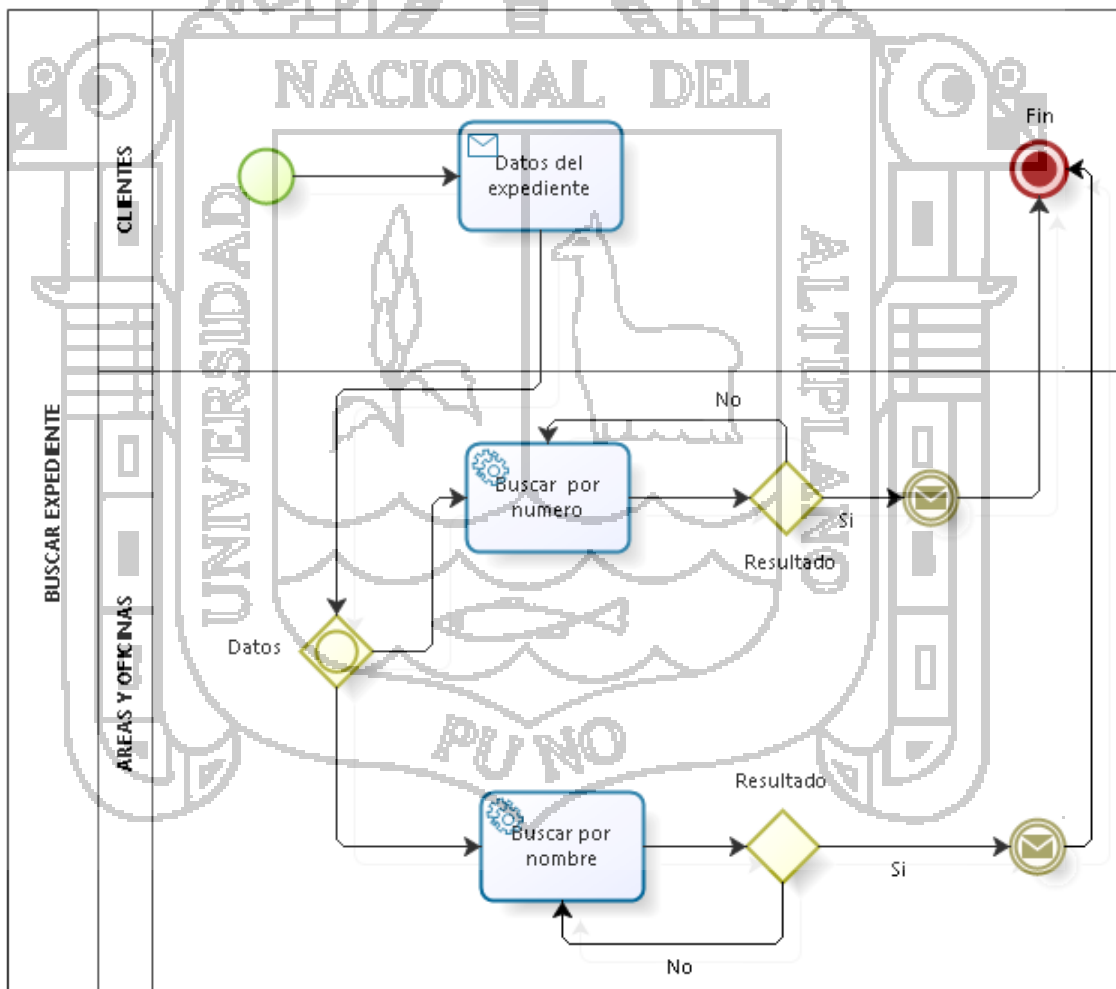 NACIONAL DEL
UNIVERSIDAD
ALTIPLANO
PUNO
BUSCAR EXPEDIENTE
CLIENTES
AREAS Y OFICINAS
Datos del
expediente
Fin
No
Buscar por
numero
Si
Resultado
Datos
Resultado
Buscar por
nombre
Si
No